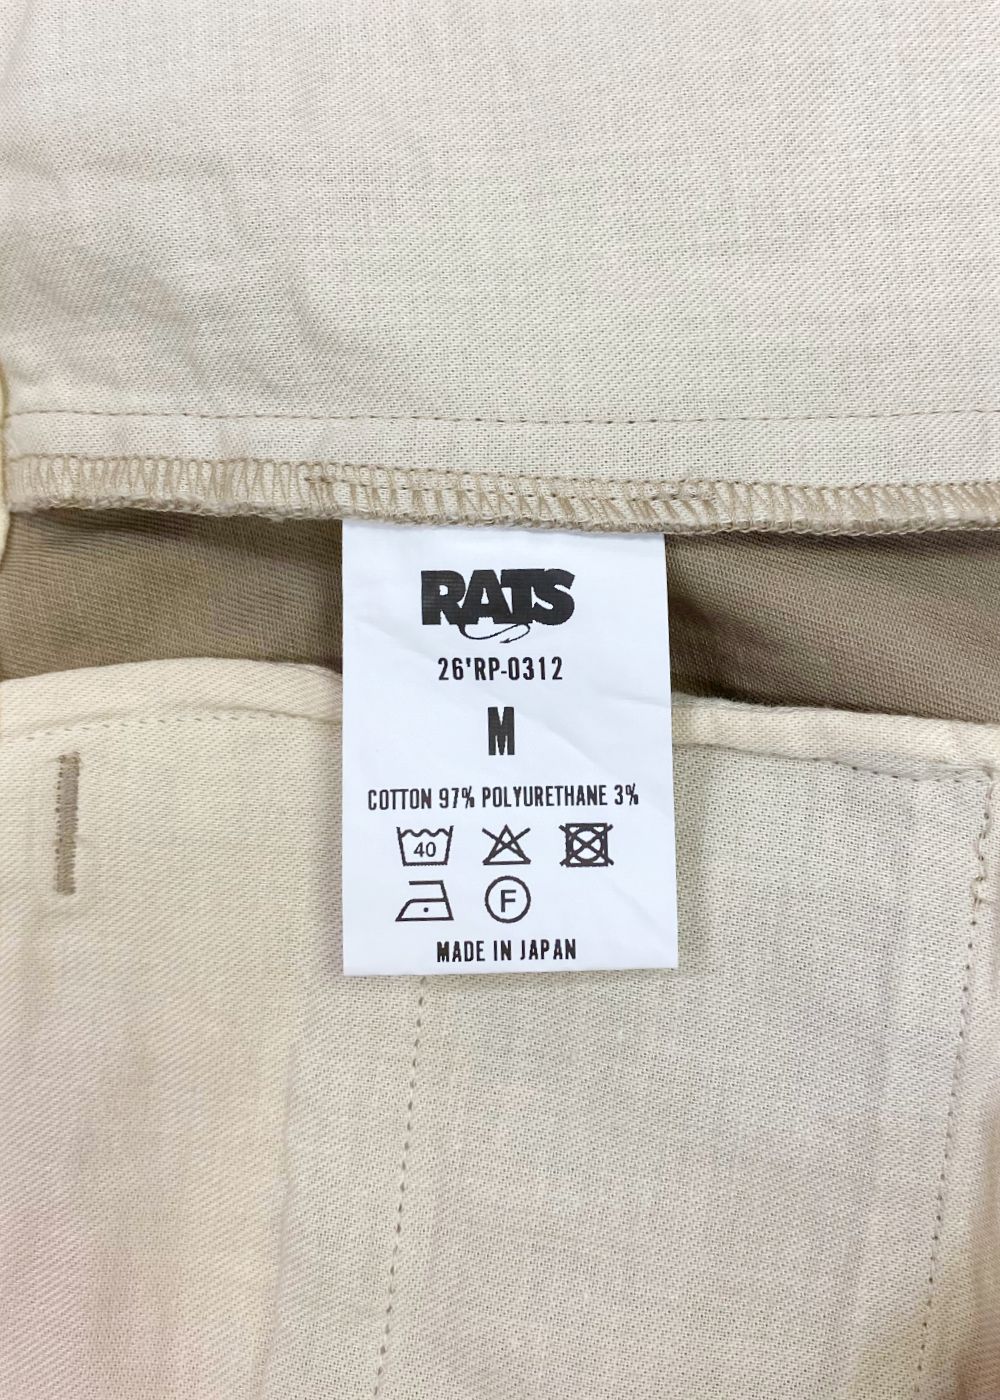 RATS
26'RP-0312
M
COTTON 97% POLYURETHANE 3%
40
F
MADE IN JAPAN